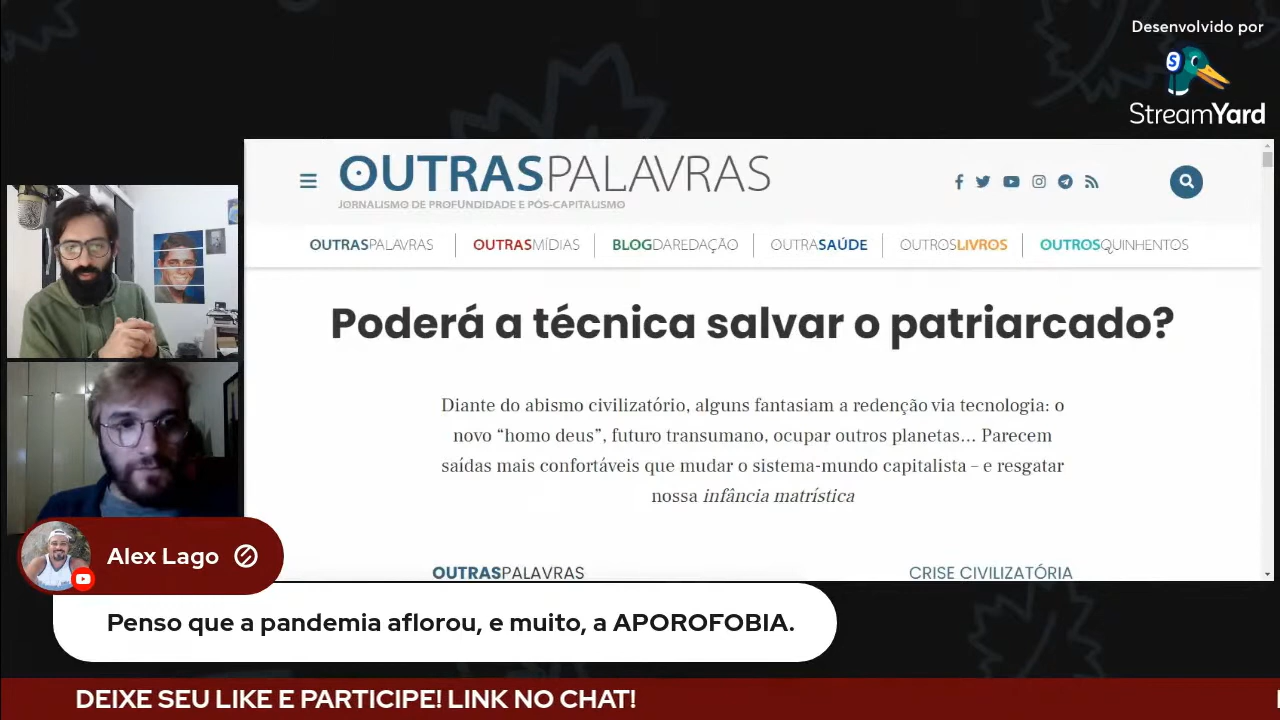 Desenvolvido por
StreamYard
OUTRASPALAVRAS
JORNALISMO DE PROFUNDIDADE E PÓS-CAPITALISMO
OUTRASPALAVRAS
OUTRASMÍDIAS
BLOGDAREDAÇÃO
OUTRASAÚDE
OUTROSLIVROS
OUTROSQUINHENTOS
Poderá a técnica salvar o patriarcado?
Diante do abismo civilizatório, alguns fantasiam a redenção via tecnologia: o
novo “homo deus”, futuro transumano, ocupar outros planetas… Parecem
saídas mais confortáveis que mudar o sistema-mundo capitalista – e resgatar
nossa infância matrística
OUTRASPALAVRAS
CRISE CIVILIZATÓRIA
Alex Lago
Penso que a pandemia aflorou, e muito, a APOROFOBIA.
DEIXE SEU LIKE E PARTICIPE! LINK NO CHAT!